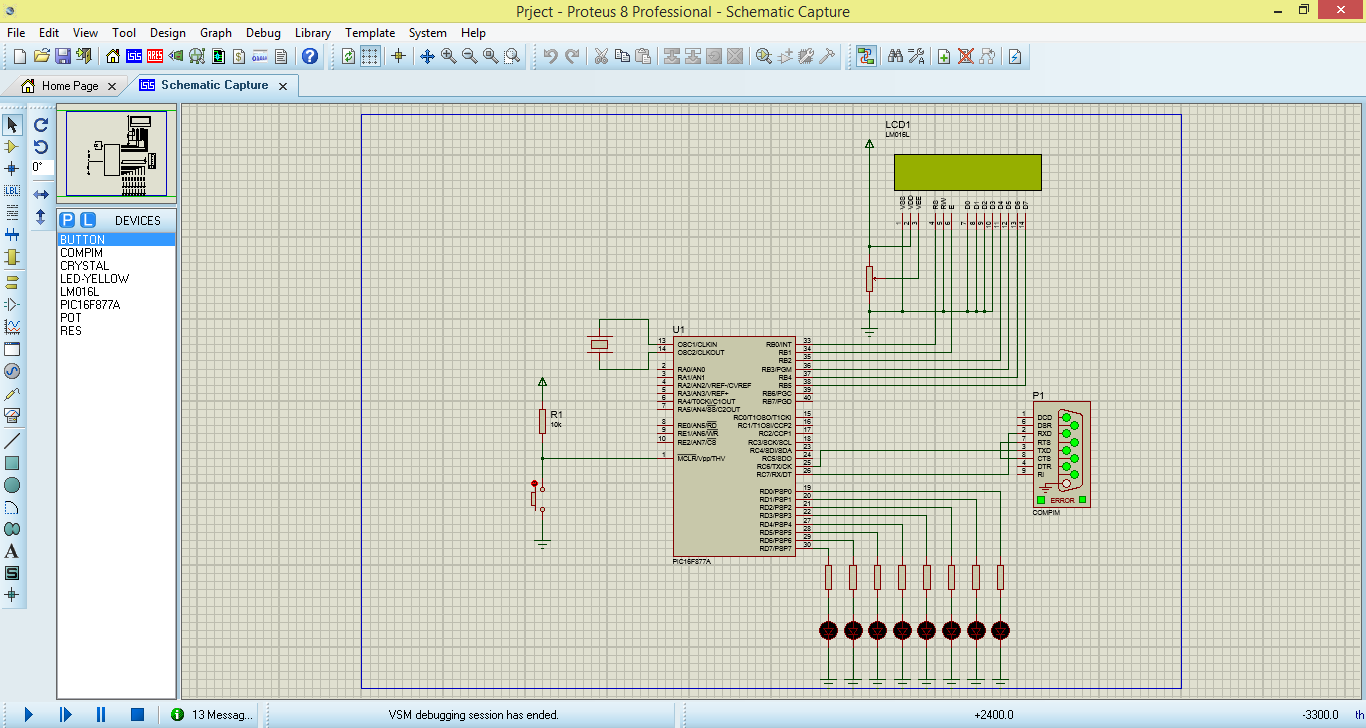 Prject - Proteus 8 Professional - Schematic Capture
File Edit View Tool Design Graph Debug Library Template System Help
Home Page
Schematic Capture
0°
LBL
P L DEVICES
BUTTON
COMPIM
CRYSTAL
LED-YELLOW
LM016L
PIC16F877A
POT
RES
A
S
LCD1
LM016L
VSS VDD VEE RS RW E D0 D1 D2 D3 D4 D5 D6 D7
1 2 3 4 5 6 7 8 9 10 11 12 13 14
U1
13 OSC1/CLKIN RB0/INT 33
14 OSC2/CLKOUT RB1 34
RB2 35
2 RA0/AN0 RB3/PGM 36
3 RA1/AN1 RB4 37
4 RA2/AN2/VREF-/CVREF RB5 38
5 RA3/AN3/VREF+ RB6/PGC 39
6 RA4/T0CKI/C1OUT RB7/PGD 40
7 RA5/AN4/SS/C2OUT
RC0/T1OSO/T1CKI 15
8 RE0/AN5/RD RC1/T1OSI/CCP2 16
9 RE1/AN6/WR RC2/CCP1 17
10 RE2/AN7/CS RC3/SCK/SCL 18
RC4/SDI/SDA 23
1 MCLR/Vpp/THV RC5/SDO 24
RC6/TX/CK 25
RC7/RX/DT 26
RD0/PSP0 19
RD1/PSP1 20
RD2/PSP2 21
RD3/PSP3 22
RD4/PSP4 27
RD5/PSP5 28
RD6/PSP6 29
RD7/PSP7 30
PIC16F877A
R1
10k
P1
1 DCD
6 DSR
2 RXD
7 RTS
3 TXD
8 CTS
4 DTR
9 RI
ERROR
COMPIM
13 Messag...
VSM debugging session has ended.
+2400.0
-3300.0 th